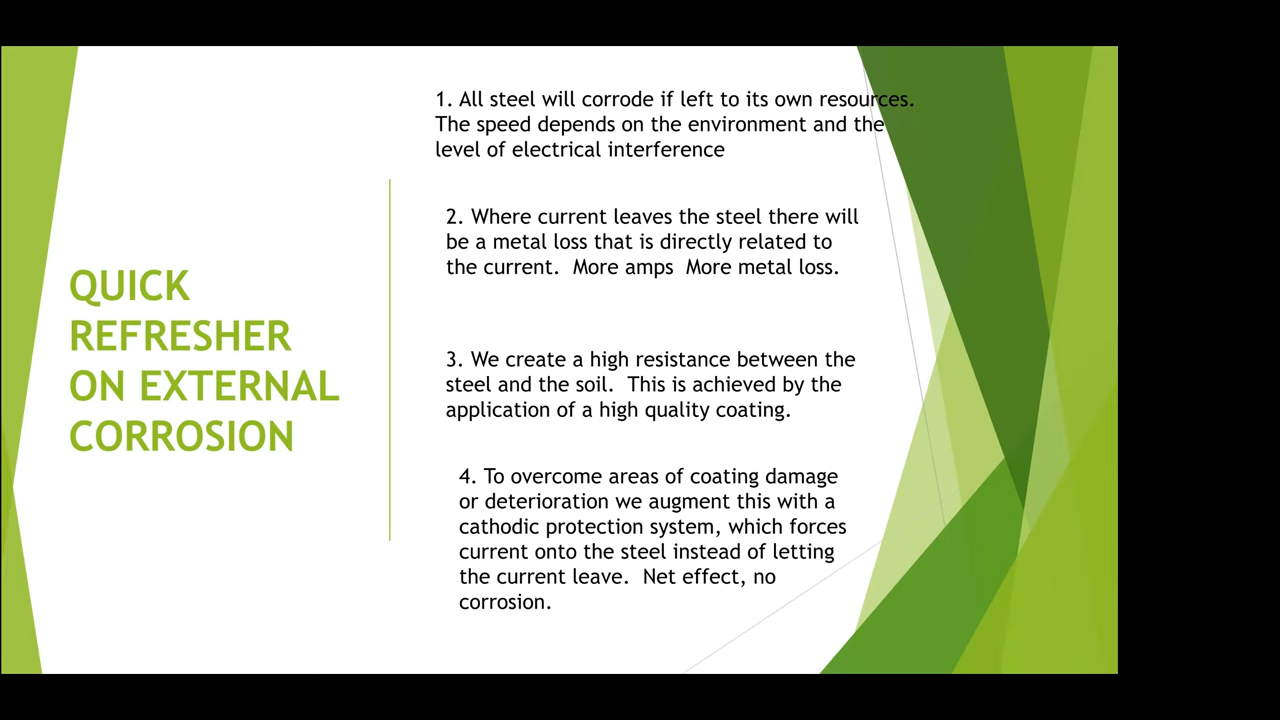 QUICK
REFRESHER
ON EXTERNAL
CORROSION
1. All steel will corrode if left to its own resources.
The speed depends on the environment and the
level of electrical interference
2. Where current leaves the steel there will
be a metal loss that is directly related to
the current.  More amps  More metal loss.
3. We create a high resistance between the
steel and the soil.  This is achieved by the
application of a high quality coating.
4. To overcome areas of coating damage
or deterioration we augment this with a
cathodic protection system, which forces
current onto the steel instead of letting
the current leave.  Net effect, no
corrosion.